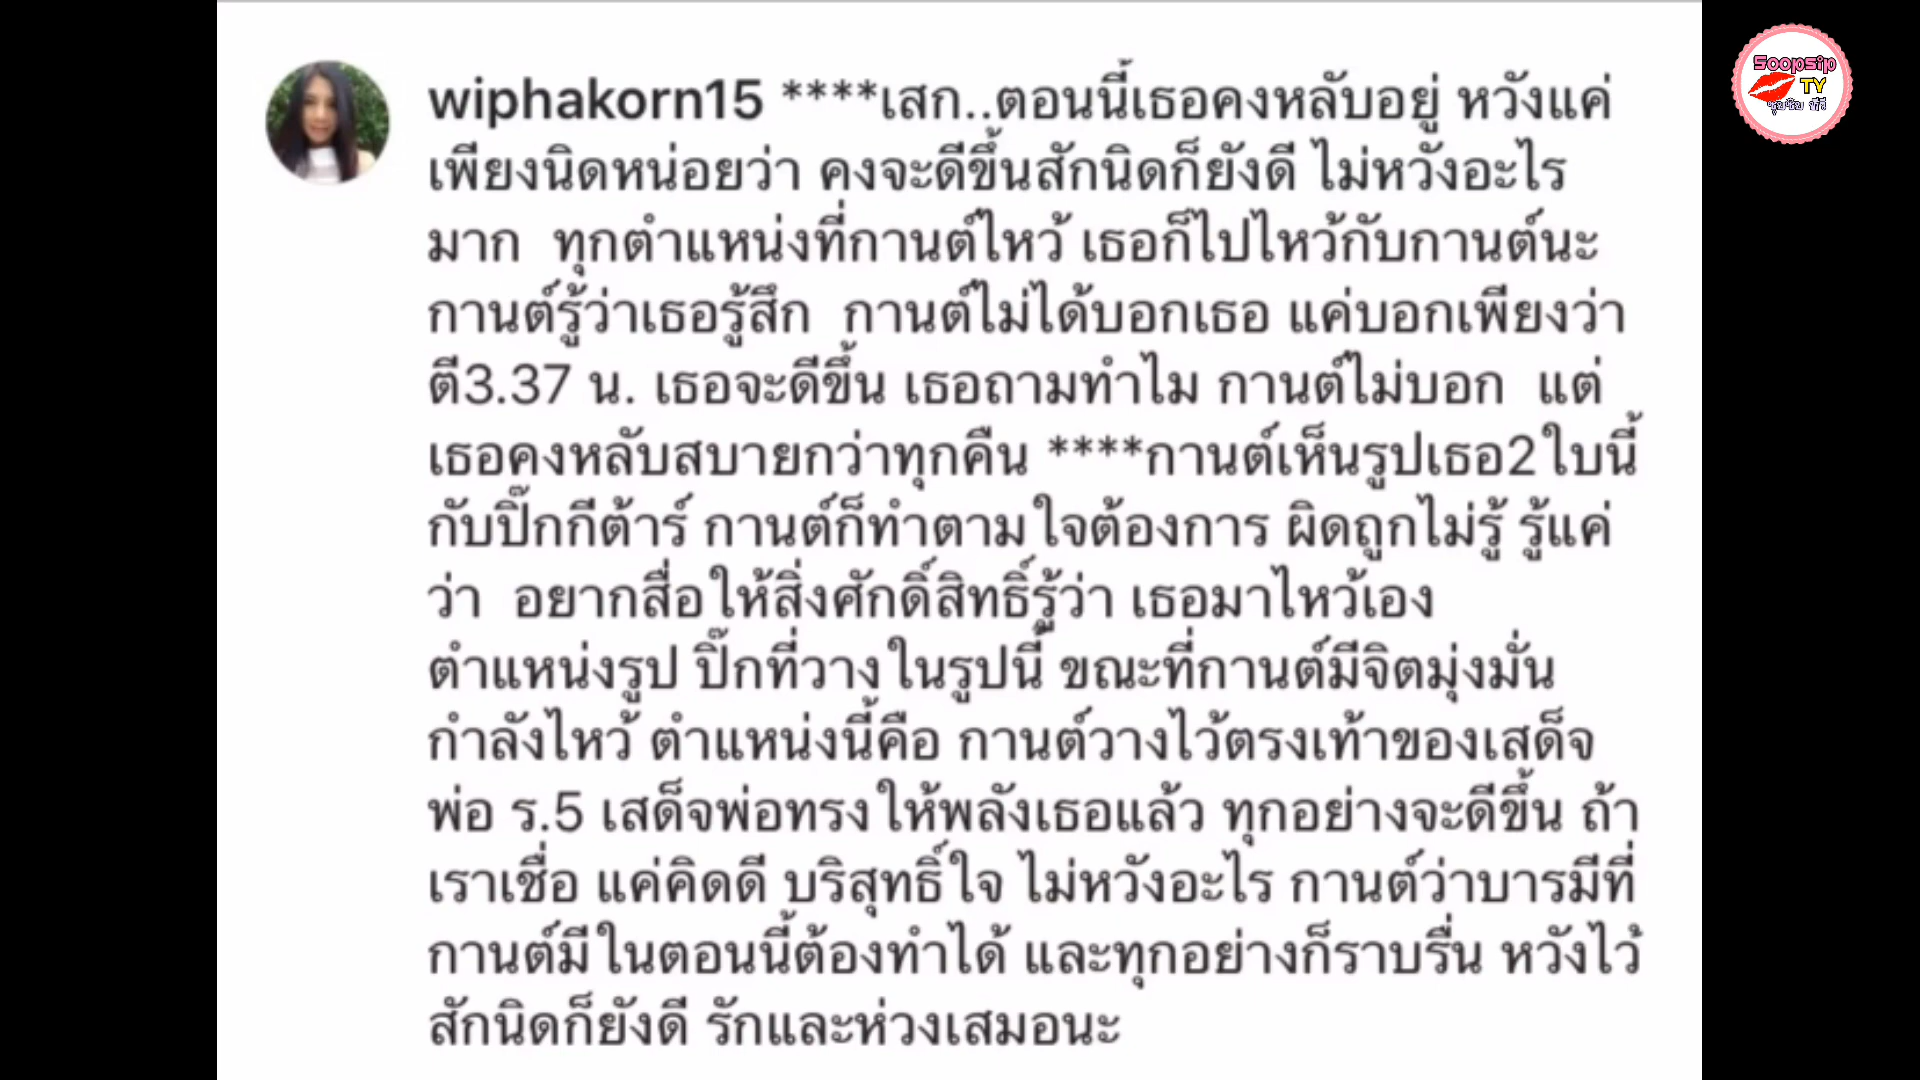 wiphakorn15 ****เสก..ตอนนี้เธอคงหลับอยู่ หวังแค่
เพียงนิดหน่อยว่า คงจะดีขึ้นสักนิดก็ยังดี ไม่หวังอะไร
มาก ทุกตำแหน่งที่กานต์ไหว้ เธอก็ไปไหว้กับกานต์นะ
กานต์รู้ว่าเธอรู้สึก กานต์ไม่ได้บอกเธอ แค่บอกเพียงว่า
ตี3.37 น. เธอจะดีขึ้น เธอถามทำไม กานต์ไม่บอก แต่
เธอคงหลับสบายกว่าทุกคืน ****กานต์เห็นรูปเธอ2ใบนี้
กับปิ๊กกีต้าร์ กานต์ก็ทำตามใจต้องการ ผิดถูกไม่รู้ รู้แค่
ว่า อยากสื่อให้สิ่งศักดิ์สิทธิ์รู้ว่า เธอมาไหว้เอง
ตำแหน่งรูป ปิ๊กที่วางในรูปนี้ ขณะที่กานต์มีจิตมุ่งมั่น
กำลังไหว้ ตำแหน่งนี้คือ กานต์วางไว้ตรงเท้าของเสด็จ
พ่อ ร.5 เสด็จพ่อทรงให้พลังเธอแล้ว ทุกอย่างจะดีขึ้น ถ้า
เราเชื่อ แค่คิดดี บริสุทธิ์ใจ ไม่หวังอะไร กานต์ว่าบารมีที่
กานต์มีในตอนนี้ต้องทำได้ และทุกอย่างก็ราบรื่น หวังไว้
สักนิดก็ยังดี รักและห่วงเสมอนะ
Soopsip
TV
ซุบซิบ ทีวี